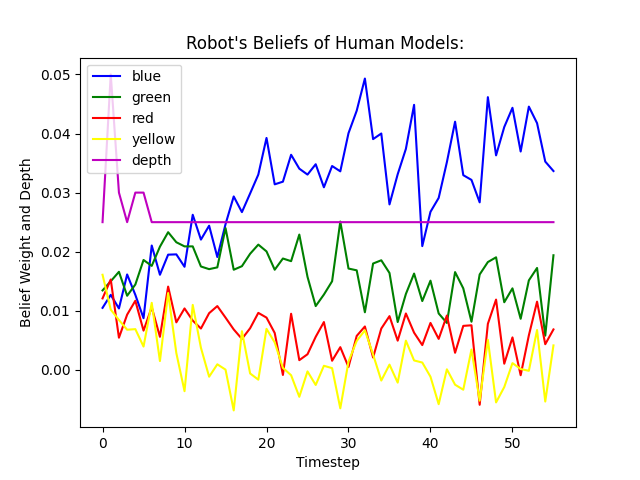 Robot's Beliefs of Human Models:
blue
green
red
yellow
depth
0.05
0.04
0.03
0.02
0.01
0.00
Belief Weight and Depth
0 10 20 30 40 50
Timestep